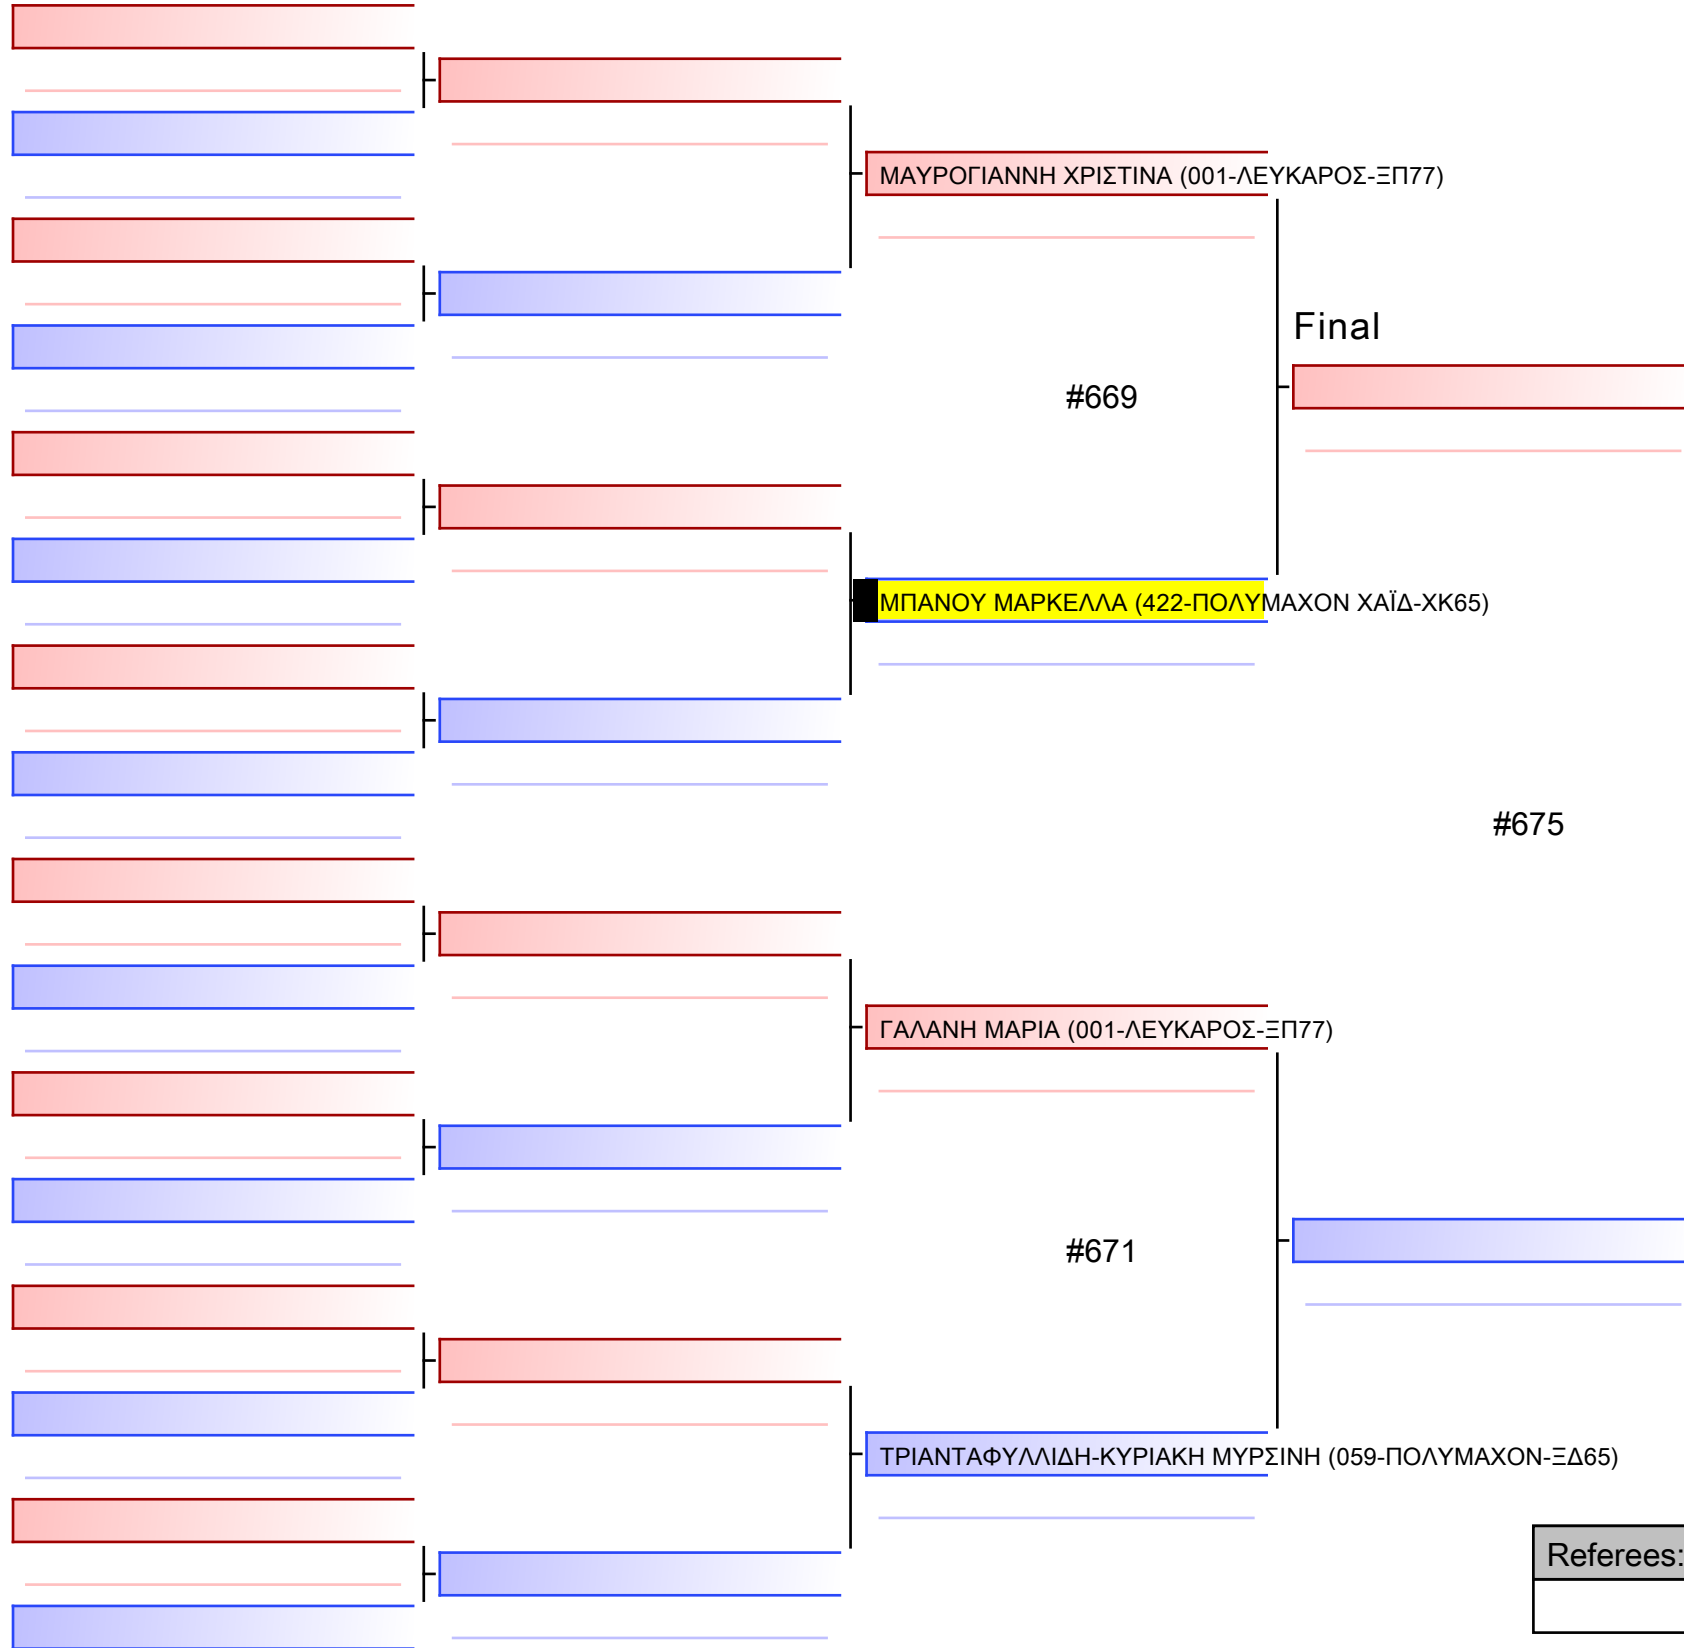 ΜΑΥΡΟΓΙΑΝΝΗ ΧΡΙΣΤΙΝΑ (001-ΛΕΥΚΑΡΟΣ-ΞΠ77)
Final
#669
ΜΠΑΝΟΥ ΜΑΡΚΕΛΛΑ (422-ΠΟΛΥΜΑΧΟΝ ΧΑΪΔ-ΧΚ65)
#675
ΓΑΛΑΝΗ ΜΑΡΙΑ (001-ΛΕΥΚΑΡΟΣ-ΞΠ77)
#671
ΤΡΙΑΝΤΑΦΥΛΛΙΔΗ-ΚΥΡΙΑΚΗ ΜΥΡΣΙΝΗ (059-ΠΟΛΥΜΑΧΟΝ-ΞΔ65)
Referees: